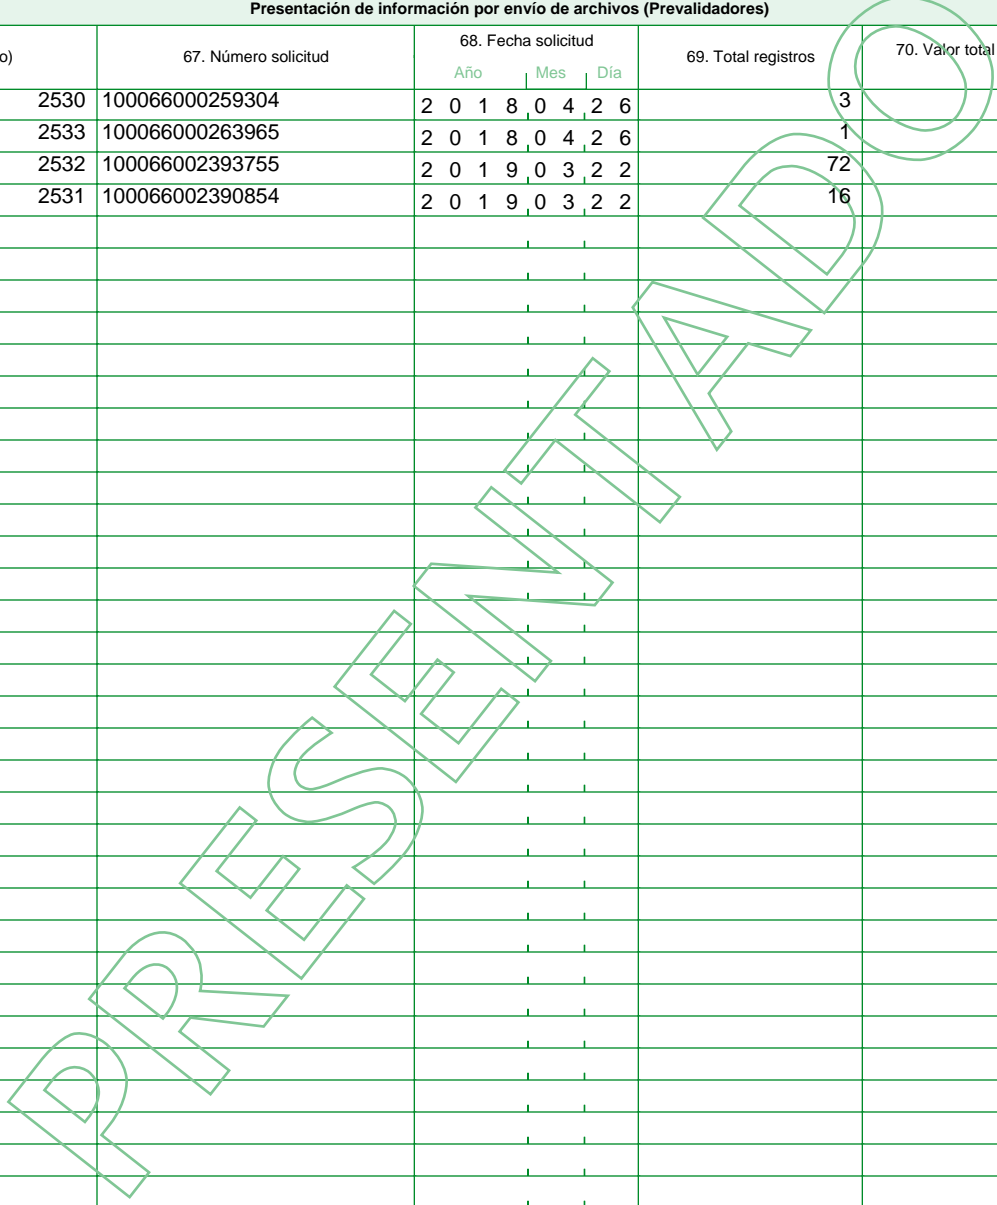 Presentación de información por envío de archivos (Prevalidadores)
o) 67. Número solicitud 68. Fecha solicitud 69. Total registros 70. Valor total
Año Mes Día
2530 100066000259304 2 0 1 8 0 4 2 6 3
2533 100066000263965 2 0 1 8 0 4 2 6 1
2532 100066002393755 2 0 1 9 0 3 2 2 72
2531 100066002390854 2 0 1 9 0 3 2 2 16
PRESENTADO